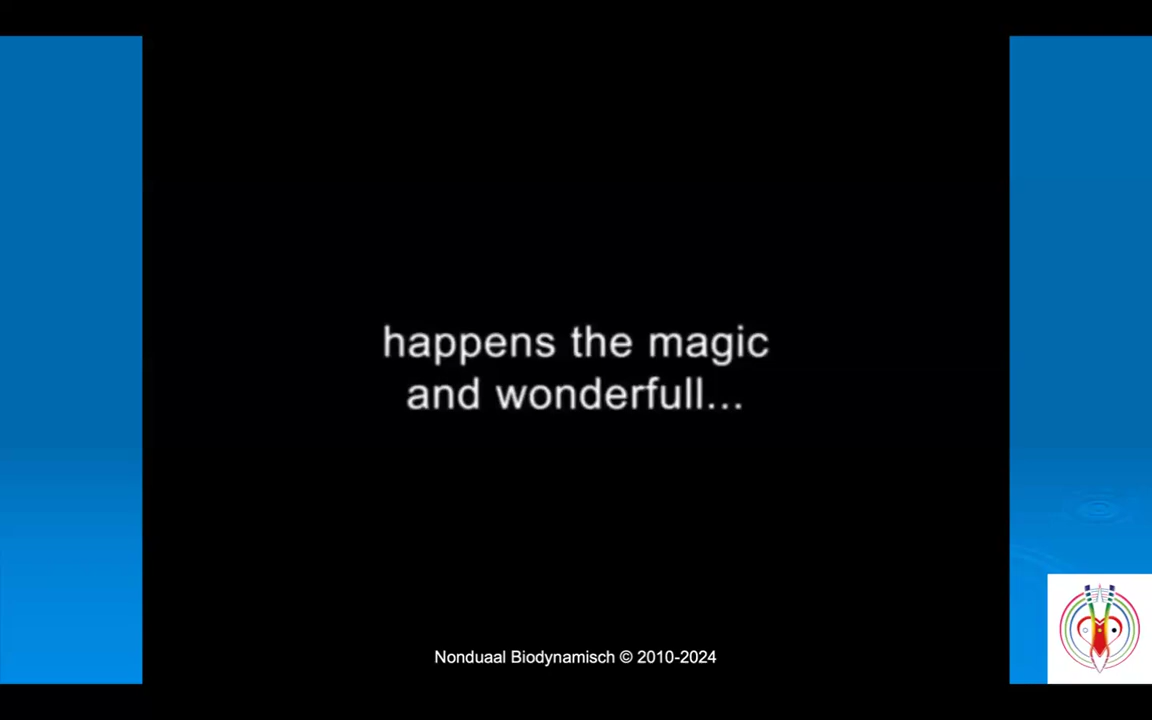 happens the magic
and wonderfull...
Nonduaal Biodynamisch © 2010-2024